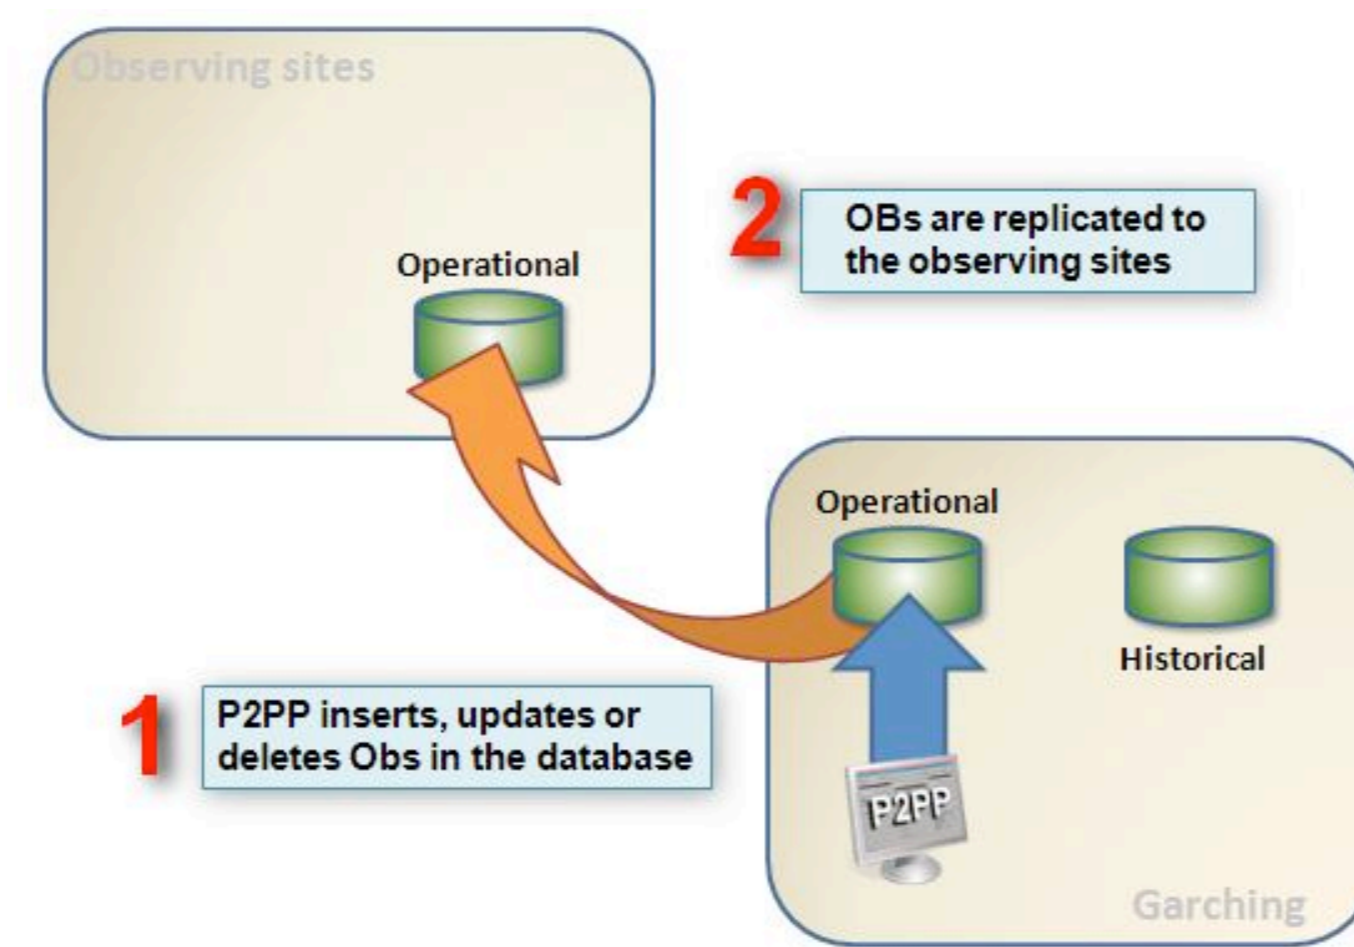 Observing sites
Operational
2
OBs are replicated to
the observing sites
Operational
Historical
1
P2PP inserts, updates or
deletes Obs in the database
P2PP
Garching